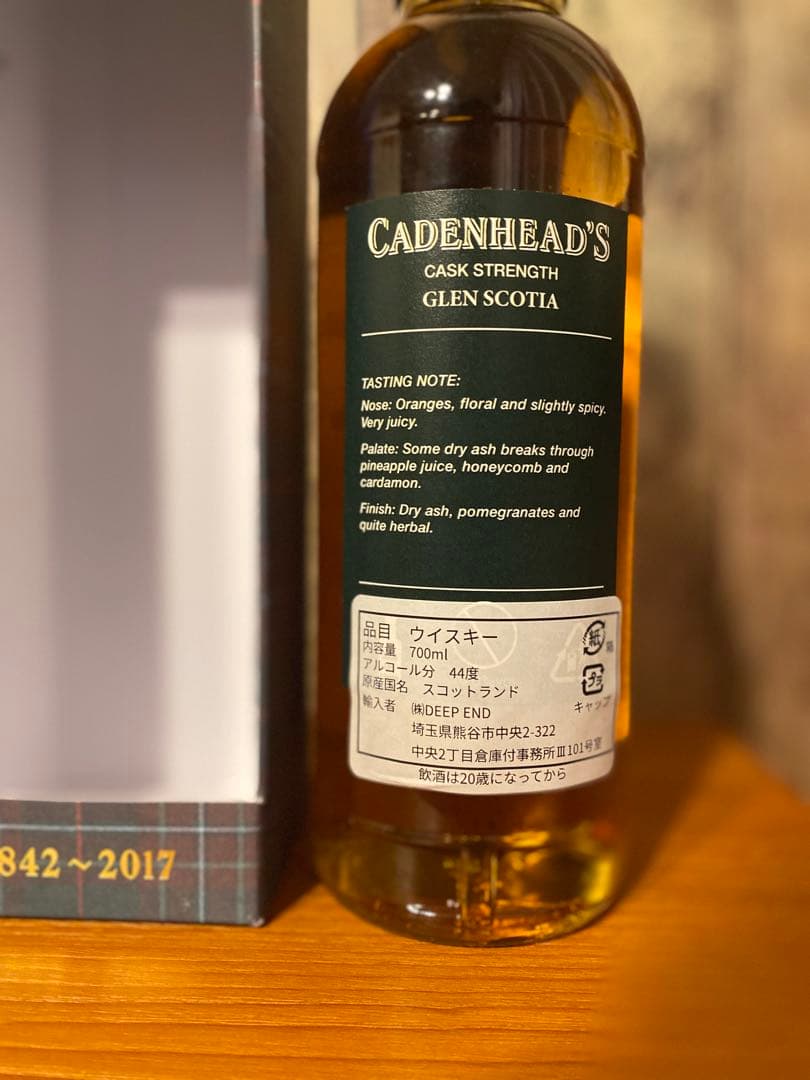 CADENHEAD'S
CASK STRENGTH
GLEN SCOTIA
TASTING NOTE:
Nose: Oranges, floral and slightly spicy.
Very juicy.
Palate: Some dry ash breaks through
pineapple juice, honeycomb and
cardamon.
Finish: Dry ash, pomegranates and
quite herbal.
品目 ウイスキー
内容量 700ml
アルコール分 44度
原産国名 スコットランド
輸入者 ㈱DEEP END
埼玉県熊谷市中央2-322
中央2丁目倉庫付事務所Ⅲ101号室
飲酒は20歳になってから
紙
箱
プラ
キャップ
842~2017